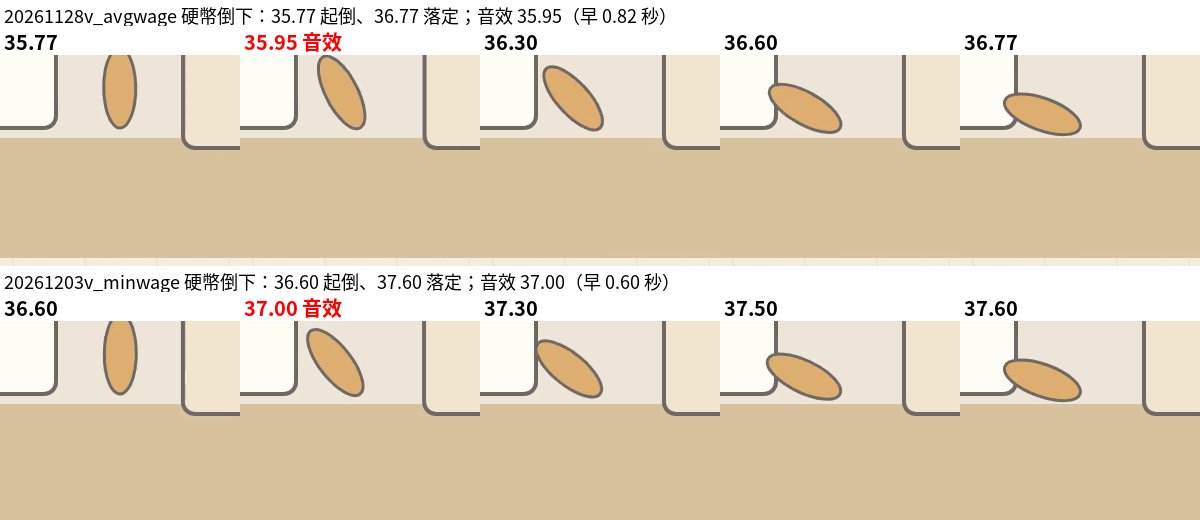 20261128v_avgwage 硬幣倒下：35.77 起倒、36.77 落定；音效 35.95（早 0.82 秒）
35.77 35.95 音效 36.30 36.60 36.77
20261203v_minwage 硬幣倒下：36.60 起倒、37.60 落定；音效 37.00（早 0.60 秒）
36.60 37.00 音效 37.30 37.50 37.60